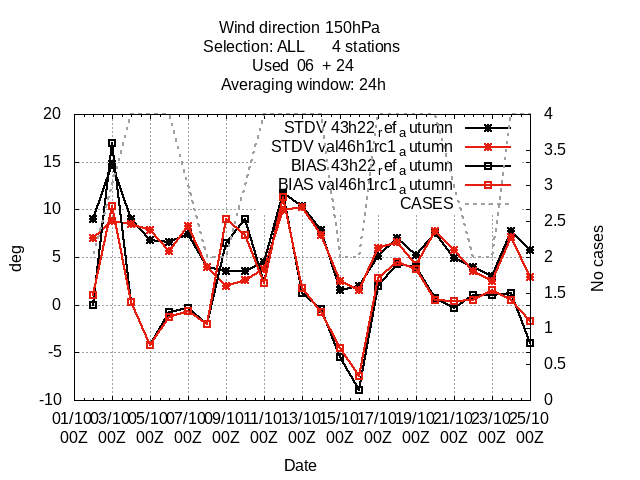 Wind direction 150hPa
Selection: ALL 4 stations
Used 06 + 24
Averaging window: 24h
20
15
10
5
0
-5
-10
4
3.5
3
2.5
2
1.5
1
0.5
0
deg
No cases
STDV 43h22_ref_autumn
STDV val46h1rc1_autumn
BIAS 43h22_ref_autumn
BIAS val46h1rc1_autumn
CASES
01/10 03/10 05/10 07/10 09/10 11/10 13/10 15/10 17/10 19/10 21/10 23/10 25/10
00Z 00Z 00Z 00Z 00Z 00Z 00Z 00Z 00Z 00Z 00Z 00Z 00Z
Date